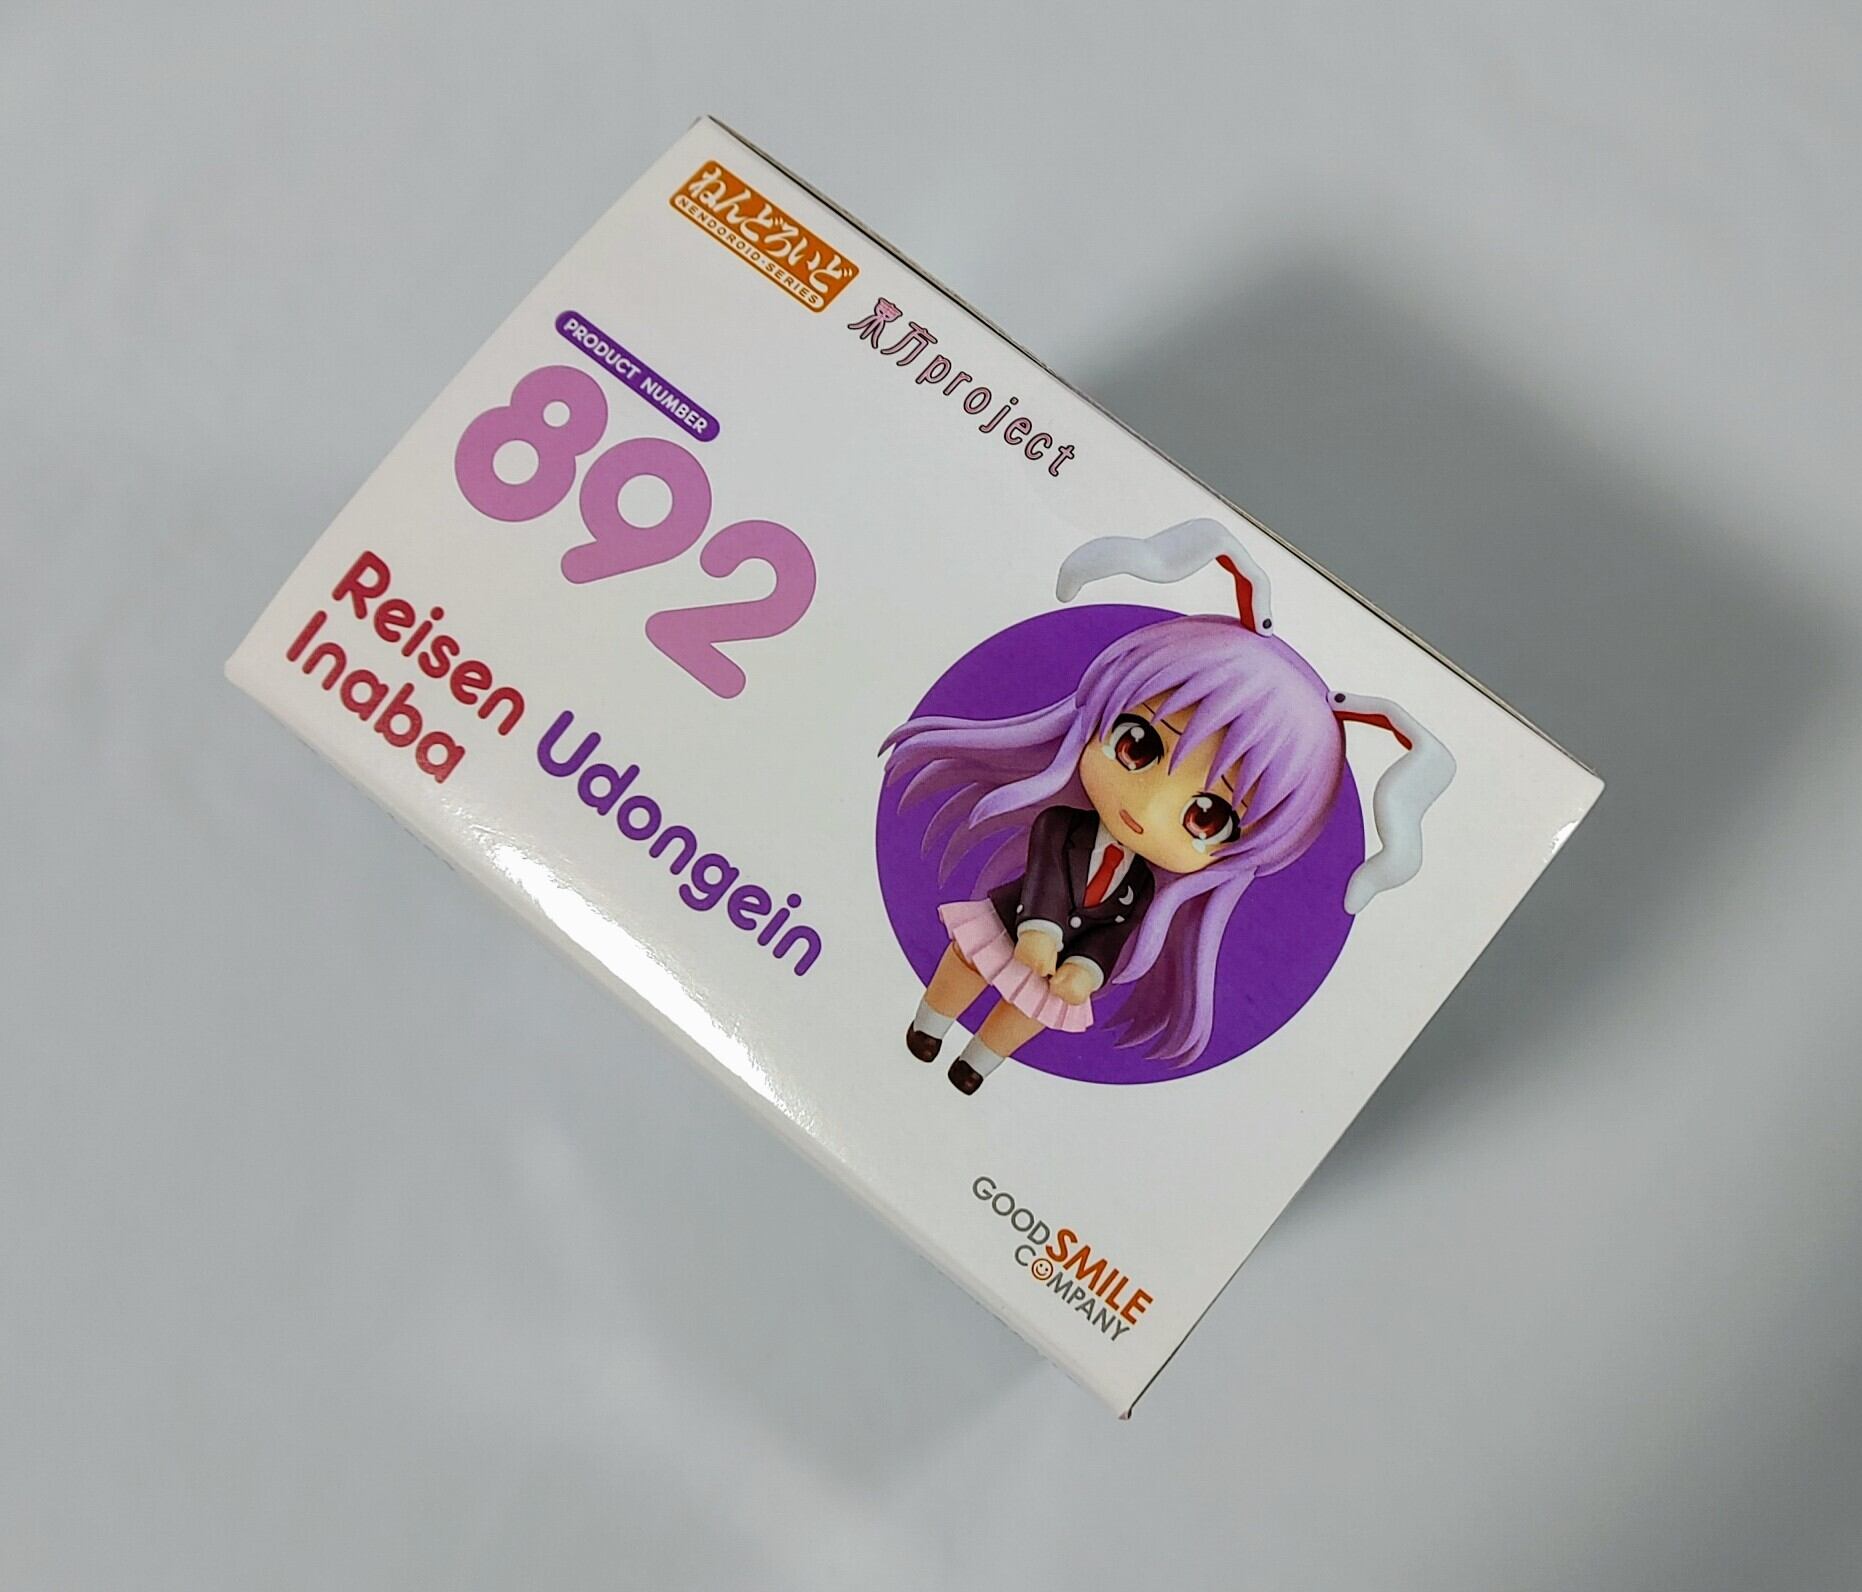 ねんどろいど
NENDOROID·SERIES
東方project
PRODUCT NUMBER
892
Reisen Udongein
Inaba
GOOD SMILE
COMPANY